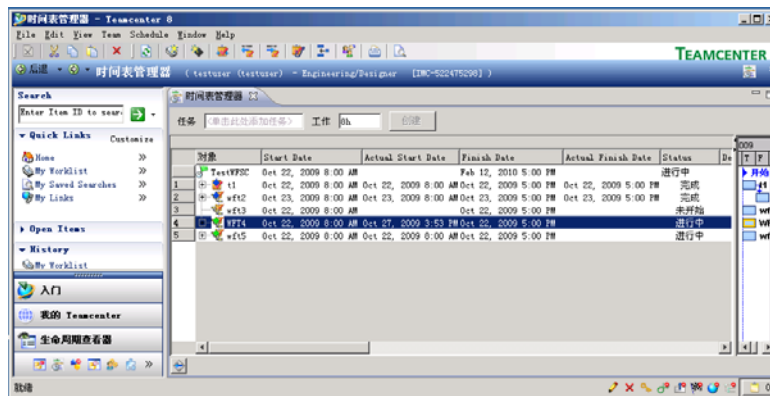 时间表管理器 - Teamcenter 8
File Edit View Team Schedule Window Help
TEAMCENTER
后退 时间表管理器 ( testuser (testuser) - Engineering/Designer [IMC-522475290] )
Search
Enter Item ID to sear
Quick Links Customize
Home
My Worklist
My Saved Searches
My Links
Open Items
History
My Worklist
入门
我的 Teamcenter
生命周期查看器
就绪
时间表管理器
任务 <单击此处添加任务> 工作 8h 创建
对象 Start Date Actual Start Date Finish Date Actual Finish Date Status De
TestWFSC Oct 22, 2009 8:00 AM Feb 12, 2010 5:00 PM 进行中
1 t1 Oct 22, 2009 8:00 AM Oct 22, 2009 8:00 AM Oct 22, 2009 5:00 PM Oct 22, 2009 5:00 PM 完成
2 wft2 Oct 23, 2009 8:00 AM Oct 23, 2009 8:00 AM Oct 23, 2009 5:00 PM Oct 23, 2009 5:00 PM 完成
3 wft3 Oct 22, 2009 8:00 AM Oct 22, 2009 5:00 PM 未开始
4 WFT4 Oct 22, 2009 8:00 AM Oct 27, 2009 3:53 PM Oct 22, 2009 5:00 PM 进行中
5 wft5 Oct 22, 2009 8:00 AM Oct 22, 2009 8:00 AM Oct 22, 2009 5:00 PM 进行中
009
T F
开始
t1